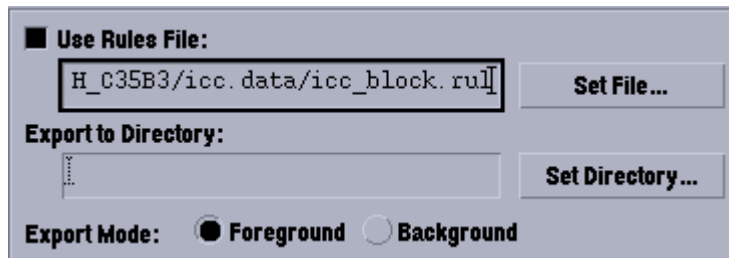 Use Rules File:
H_C35B3/icc.data/icc_block.rul
Set File...
Export to Directory:
Set Directory...
Export Mode: Foreground Background